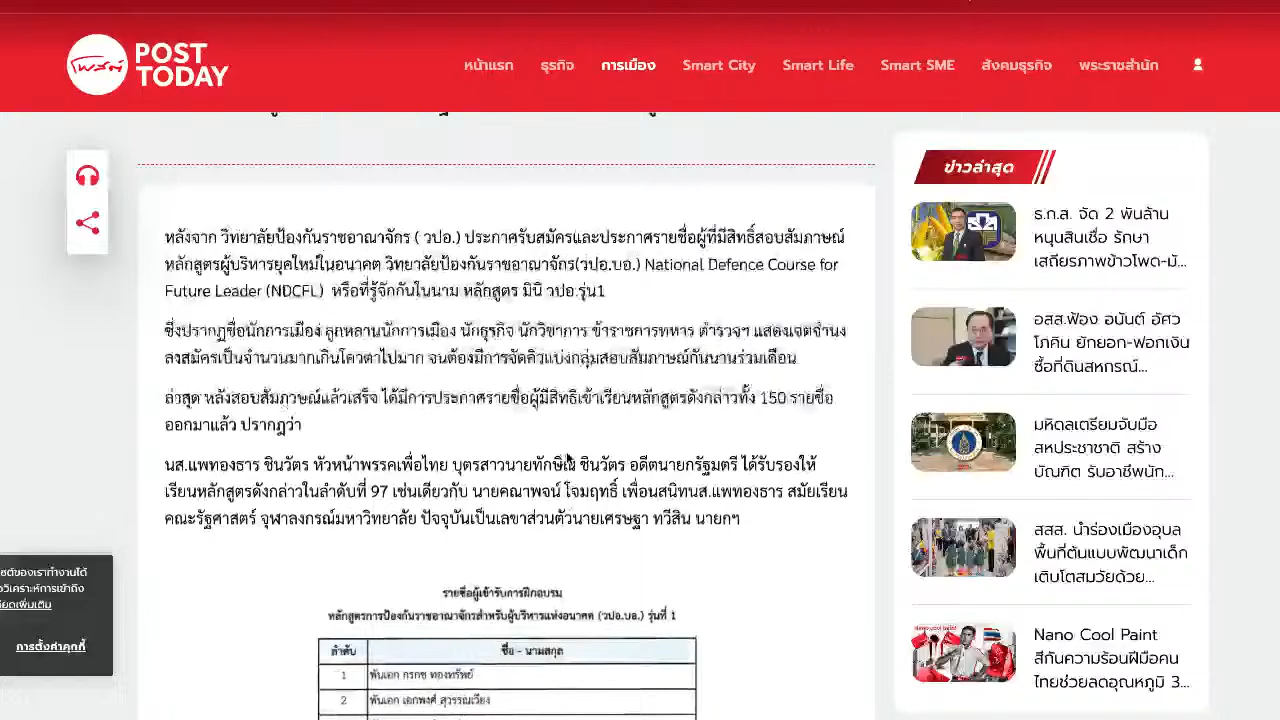 โพสต์
POST
TODAY
หน้าแรก ธุรกิจ การเมือง Smart City Smart Life Smart SME สังคมธุรกิจ พระราชสำนัก
หลังจาก วิทยาลัยป้องกันราชอาณาจักร ( วปอ.) ประกาศรับสมัครและประกาศรายชื่อผู้ที่มีสิทธิ์สอบสัมภาษณ์
หลักสูตรผู้บริหารยุคใหม่ในอนาคต วิทยาลัยป้องกันราชอาณาจักร(วปอ.บอ.) National Defence Course for
Future Leader (NDCFL) หรือที่รู้จักกันในนาม หลักสูตร มินิ วปอ.รุ่น1
ซึ่งปรากฏชื่อนักการเมือง ลูกหลานนักการเมือง นักธุรกิจ นักวิชาการ ข้าราชการทหาร ตำรวจฯ แสดงเจตจำนง
ลงสมัครเป็นจำนวนมากเกินโควตาไปมาก จนต้องมีการจัดคิวแบ่งกลุ่มสอบสัมภาษณ์กันนานร่วมเดือน
ล่าสุด หลังสอบสัมภาษณ์แล้วเสร็จ ได้มีการประกาศรายชื่อผู้มีสิทธิเข้าเรียนหลักสูตรดังกล่าวทั้ง 150 รายชื่อ
ออกมาแล้ว ปรากฎว่า
นส.แพทองธาร ชินวัตร หัวหน้าพรรคเพื่อไทย บุตรสาวนายทักษิณ ชินวัตร อดีตนายกรัฐมตรี ได้รับรองให้
เรียนหลักสูตรดังกล่าวในลำดับที่ 97 เช่นเดียวกับ นายคณาพจน์ โจมฤทธิ์ เพื่อนสนิทนส.แพทองธาร สมัยเรียน
คณะรัฐศาสตร์ จุฬาลงกรณ์มหาวิทยาลัย ปัจจุบันเป็นเลขาส่วนตัวนายเศรษฐา ทวีสิน นายกฯ
รายชื่อผู้เข้ารับการฝึกอบรม
หลักสูตรการป้องกันราชอาณาจักรสำหรับผู้บริหารแห่งอนาคต (วปอ.บอ.) รุ่นที่ 1
ลำดับ ชื่อ - นามสกุล
1 พันเอก กรกช ทองทรัพย์
2 พันเอก เอกพงศ์ สุวรรณเวียง
ข่าวล่าสุด
ธ.ก.ส. จัด 2 พันล้าน
หนุนสินเชื่อ รักษา
เสถียรภาพข้าวโพด-มั...
อสส.ฟ้อง อนันต์ อัศว
โภคิน ยักยอก-ฟอกเงิน
ซื้อที่ดินสหกรณ์...
มหิดลเตรียมจับมือ
สหประชาชาติ สร้าง
บัณฑิต รับอาชีพนัก...
สสส. นำร่องเมืองอุบล
พื้นที่ต้นแบบพัฒนาเด็ก
เติบโตสมวัยด้วย...
Nano Cool Paint
สีกันความร้อนฝีมือคน
ไทยช่วยลดอุณหภูมิ 3...
ซต์ของเราทำงานได้
วิเคราะห์การเข้าถึง
ยดเพิ่มเติม
การตั้งค่าคุกกี้